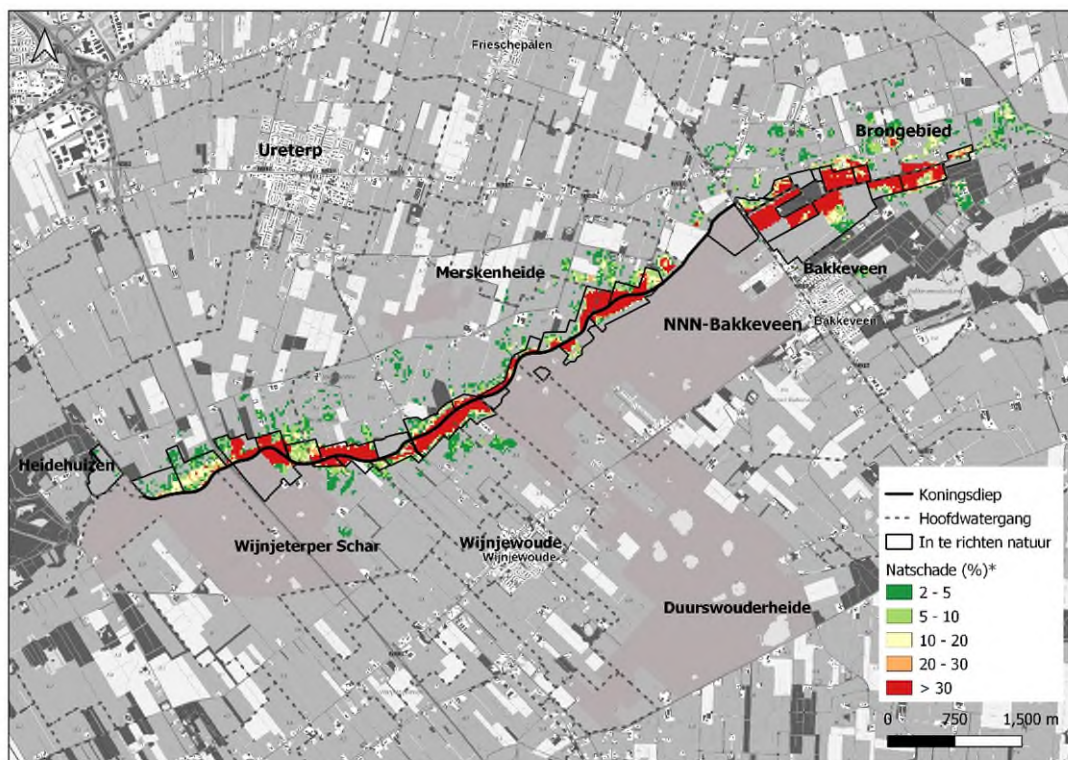 Frieschepalen
Brongebied
Ureterp
Merskenheide
Bakkeveen
NNN-Bakkeveen
Bakkeveen
Heidehuizen
Wijnjeterper Schar
Wijnjewoude
Wijnjewoude
Duurswouderheide
Koningsdiep
Hoofdwatergang
In te richten natuur
Natschade (%)*
2 - 5
5 - 10
10 - 20
20 - 30
> 30
0 750 1,500 m